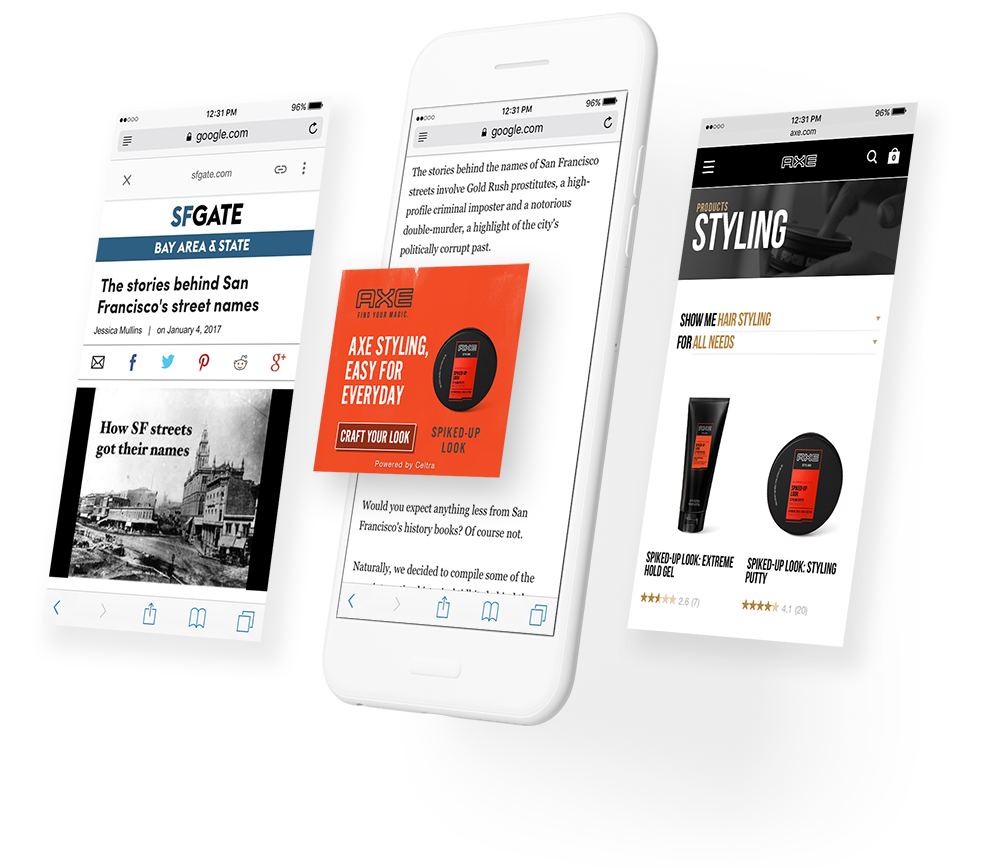 12:31 PM
96%
google.com
sfgate.com
SFGATE
BAY AREA & STATE
The stories behind San
Francisco's street names
Jessica Mullins | on January 4, 2017
How SF streets
got their names
12:31 PM
96%
google.com
The stories behind the names of San Francisco
streets involve Gold Rush prostitutes, a high-
profile criminal imposter and a notorious
double-murder, a highlight of the city's
politically corrupt past.
AXE
FIND YOUR MAGIC.
AXE STYLING,
EASY FOR
EVERYDAY
CRAFT YOUR LOOK
SPIKED-UP
LOOK
Powered by Celtra
Would you expect anything less from San
Francisco's history books? Of course not.
Naturally, we decided to compile some of the
12:31 PM
96%
axe.com
AXE
0
PRODUCTS
STYLING
SHOW ME HAIR STYLING
FOR ALL NEEDS
AXE
SPIKED-UP
LOOK
AXE
STYLING
SPIKED-UP
LOOK
SPIKED-UP LOOK: EXTREME
HOLD GEL
2.6 (7)
SPIKED-UP LOOK: STYLING
PUTTY
4.1 (20)